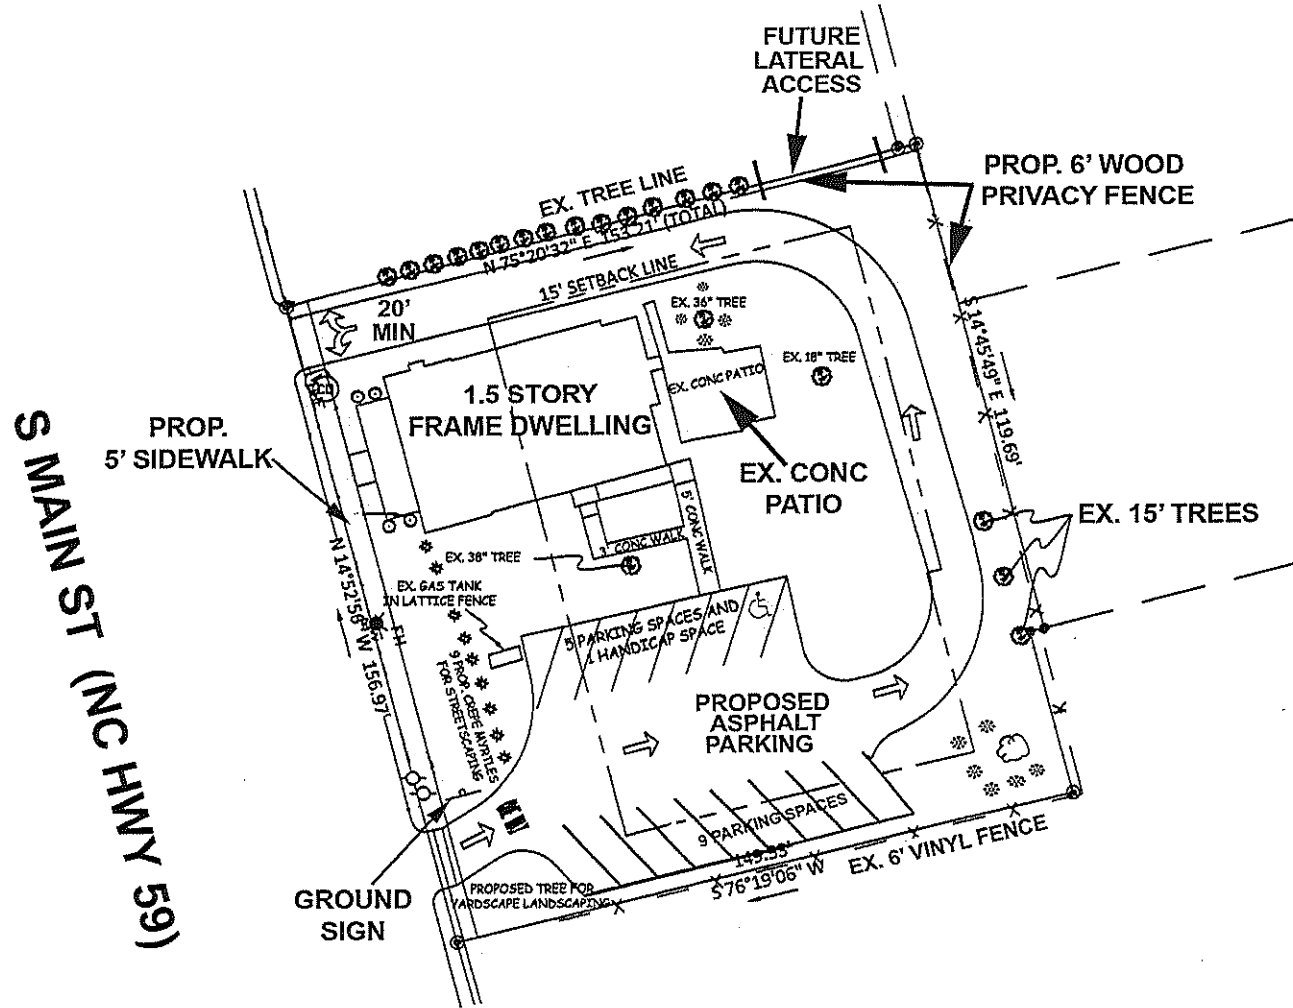 FUTURE
LATERAL
ACCESS
PROP. 6' WOOD
PRIVACY FENCE
EX. TREE LINE
N 75°20'32" E 153.21' (TOTAL)
15' SETBACK LINE
20'
MIN
EX. 36" TREE
EX. 18" TREE
EX. CONC PATIO
1.5 STORY
FRAME DWELLING
S 14°45'49" E 119.69'
PROP.
5' SIDEWALK
EX. CONC
PATIO
EX. 15' TREES
S MAIN ST (NC HWY 59)
5' CONC WALK
3' CONC WALK
EX. 38" TREE
EX. GAS TANK
IN LATTICE FENCE
N 14°52'56" W 156.97'
FH
9 PROP. CREPE MYRTLES
FOR STREETSCAPING
5 PARKING SPACES AND
1 HANDICAP SPACE
PROPOSED
ASPHALT
PARKING
9 PARKING SPACES
149.33'
S 76°19'06" W
EX. 6' VINYL FENCE
GROUND
SIGN
PROPOSED TREE FOR
YARDSCAPE LANDSCAPING